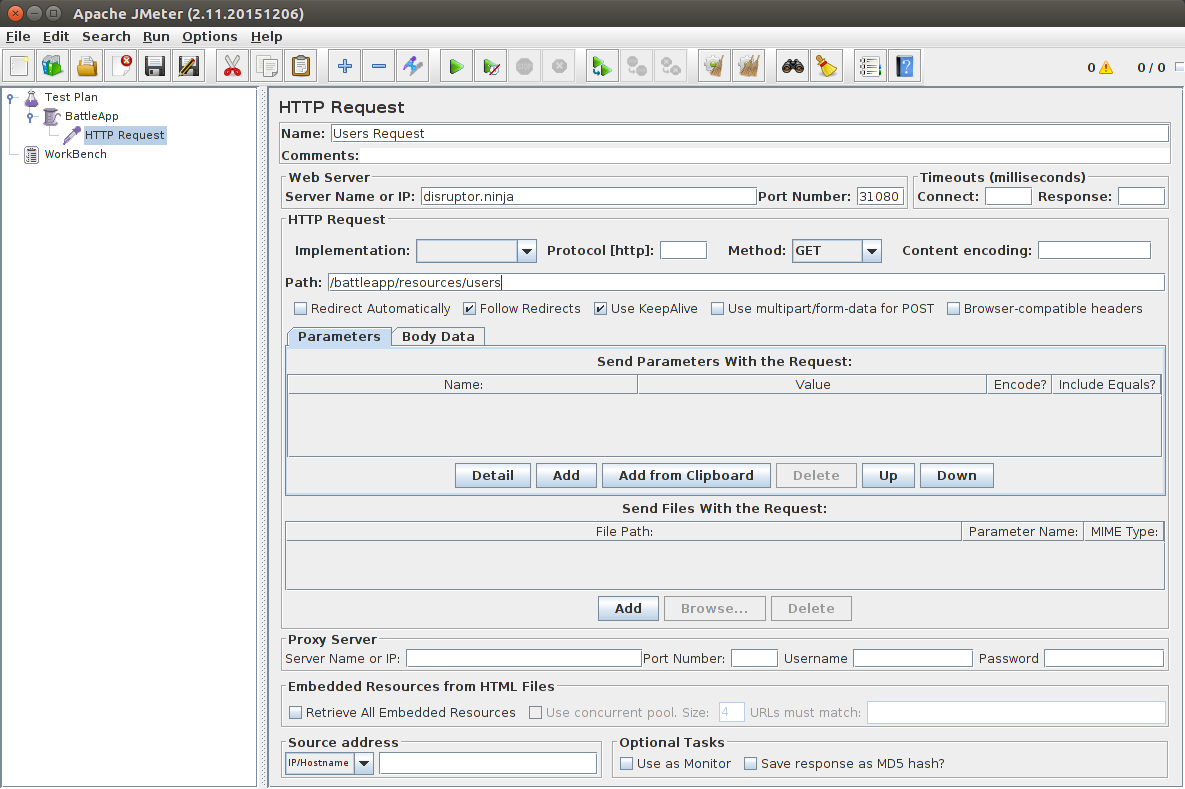 Apache JMeter (2.11.20151206)
File Edit Search Run Options Help
0 0 / 0
Test Plan
BattleApp
HTTP Request
WorkBench
HTTP Request
Name: Users Request
Comments:
Web Server
Server Name or IP: disruptor.ninja Port Number: 31080
Timeouts (milliseconds)
Connect: Response:
HTTP Request
Implementation: Protocol [http]: Method: GET Content encoding:
Path: /battleapp/resources/users
Redirect Automatically Follow Redirects Use KeepAlive Use multipart/form-data for POST Browser-compatible headers
Parameters Body Data
Send Parameters With the Request:
Name: Value Encode? Include Equals?
Detail Add Add from Clipboard Delete Up Down
Send Files With the Request:
File Path: Parameter Name: MIME Type:
Add Browse... Delete
Proxy Server
Server Name or IP: Port Number: Username Password
Embedded Resources from HTML Files
Retrieve All Embedded Resources Use concurrent pool. Size: 4 URLs must match:
Source address
IP/Hostname
Optional Tasks
Use as Monitor Save response as MD5 hash?